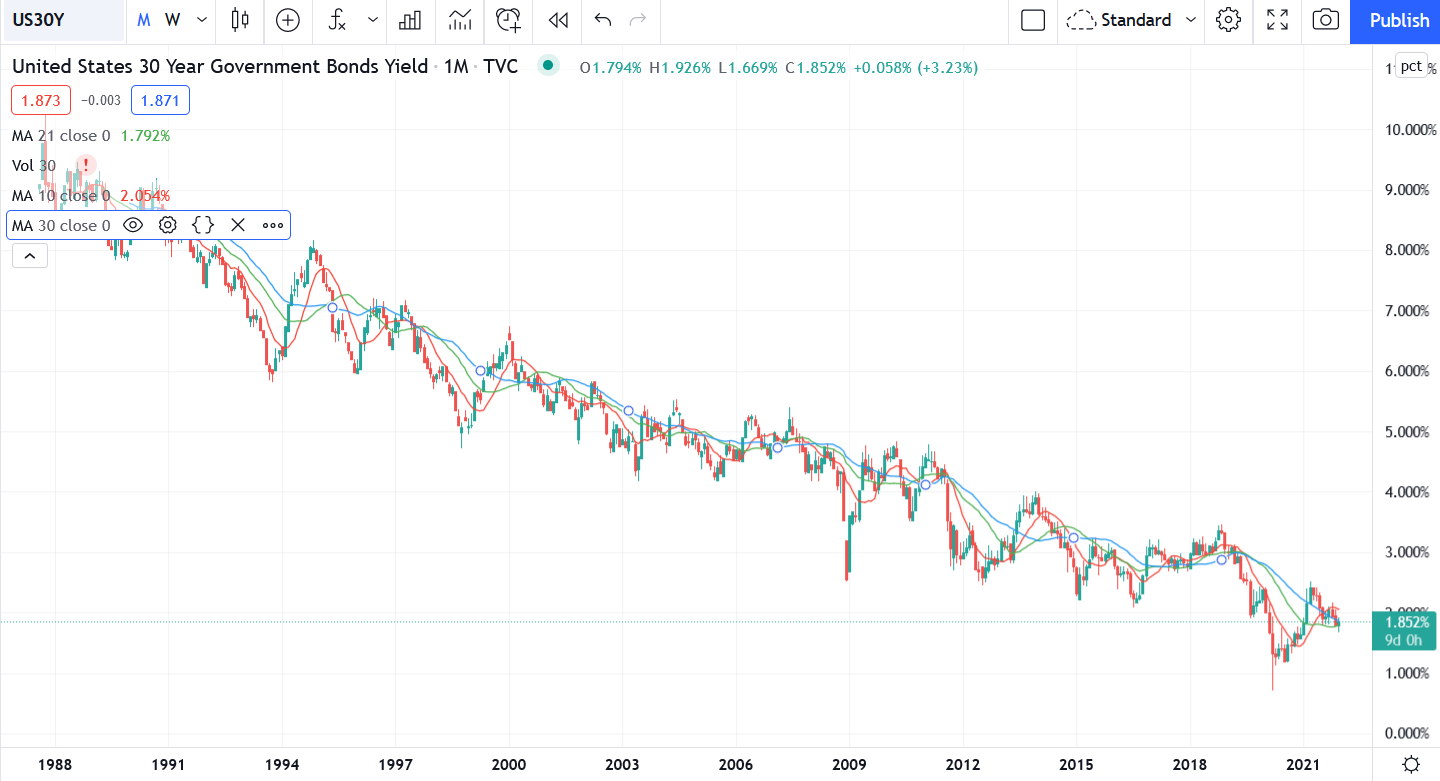 US30Y M W Standard Publish
United States 30 Year Government Bonds Yield · 1M · TVC O1.794% H1.926% L1.669% C1.852% +0.058% (+3.23%)
pct
1.873 −0.003 1.871
MA 21 close 0 1.792%
10.000%
Vol 30 !
MA 10 close 0 2.054%
9.000%
MA 30 close 0
8.000%
7.000%
6.000%
5.000%
4.000%
3.000%
2.000%
1.852%
9d 0h
1.000%
0.000%
1988 1991 1994 1997 2000 2003 2006 2009 2012 2015 2018 2021